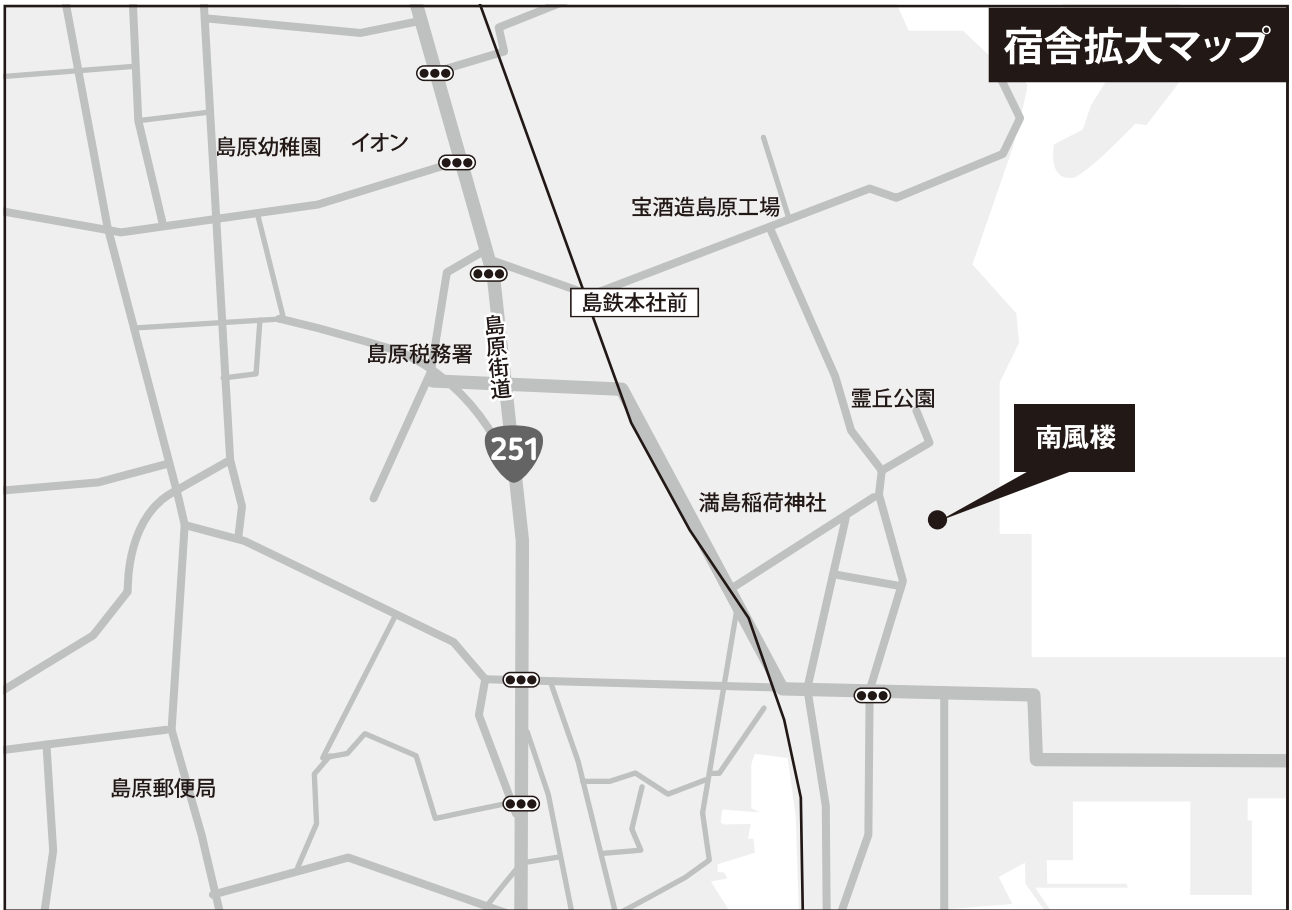 宿舎拡大マップ
島原幼稚園
イオン
宝酒造島原工場
島鉄本社前
島原税務署
島原街道
霊丘公園
251
南風楼
満島稲荷神社
島原郵便局